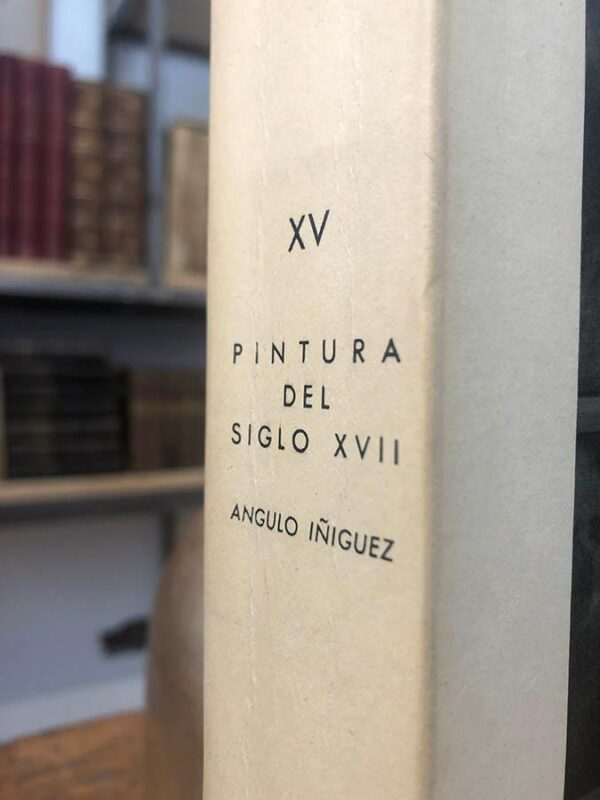 XV
PINTURA
DEL
SIGLO XVII
ANGULO IÑIGUEZ